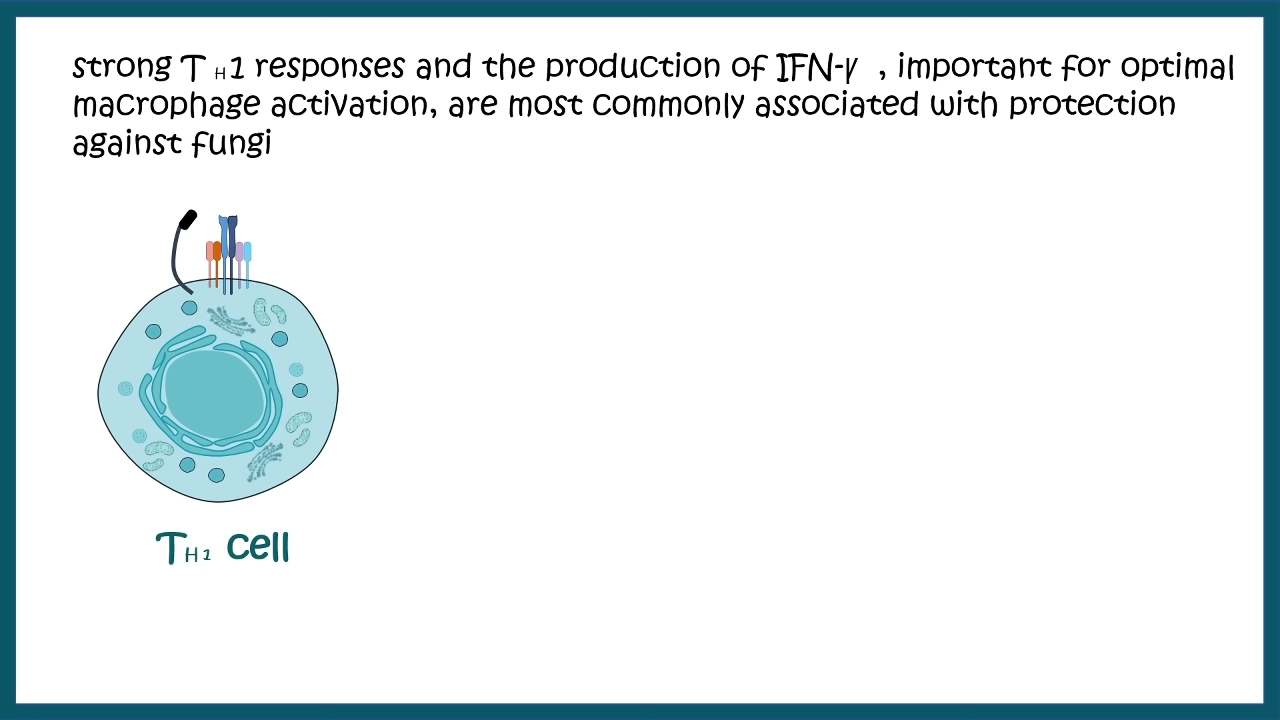 strong T H1 responses and the production of IFN-γ , important for optimal
macrophage activation, are most commonly associated with protection
against fungi
TH1 cell